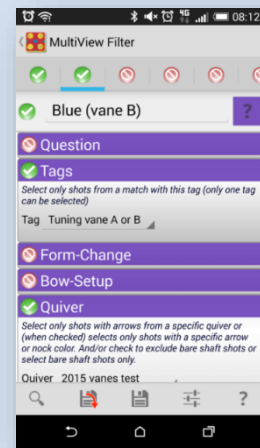 4G 08:12
MultiView Filter
Blue (vane B) ?
Question
Tags
Select only shots from a match with this tag (only one tag
can be selected)
Tag Tuning vane A or B
Form-Change
Bow-Setup
Quiver
Select only shots with arrows from a specific quiver or
(when checked) selects only shots with a specific arrow
or nock color. And/or check to exclude bare shaft shots or
select bare shaft shots only.
Quiver 2015 vanes test
?